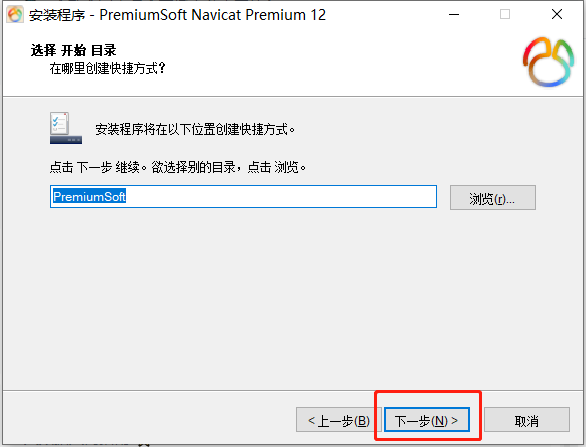 安装程序 - PremiumSoft Navicat Premium 12
选择 开始 目录
在哪里创建快捷方式？
安装程序将在以下位置创建快捷方式。
点击 下一步 继续。欲选择别的目录，点击 浏览。
PremiumSoft
浏览(r)...
< 上一步(B)
下一步(N) >
取消